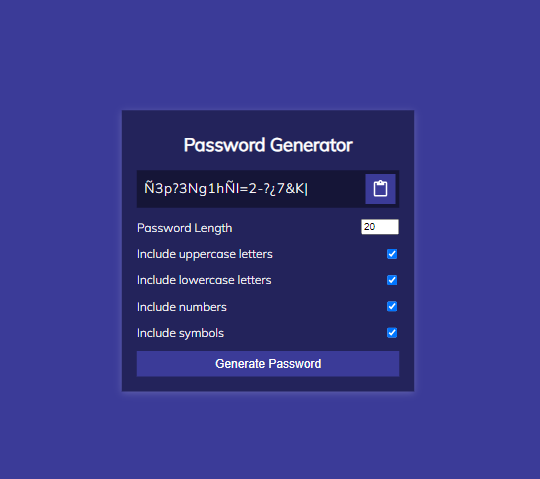 Password Generator
Ñ3p?3Ng1hÑI=2-?¿7&K|
Password Length
20
Include uppercase letters
Include lowercase letters
Include numbers
Include symbols
Generate Password